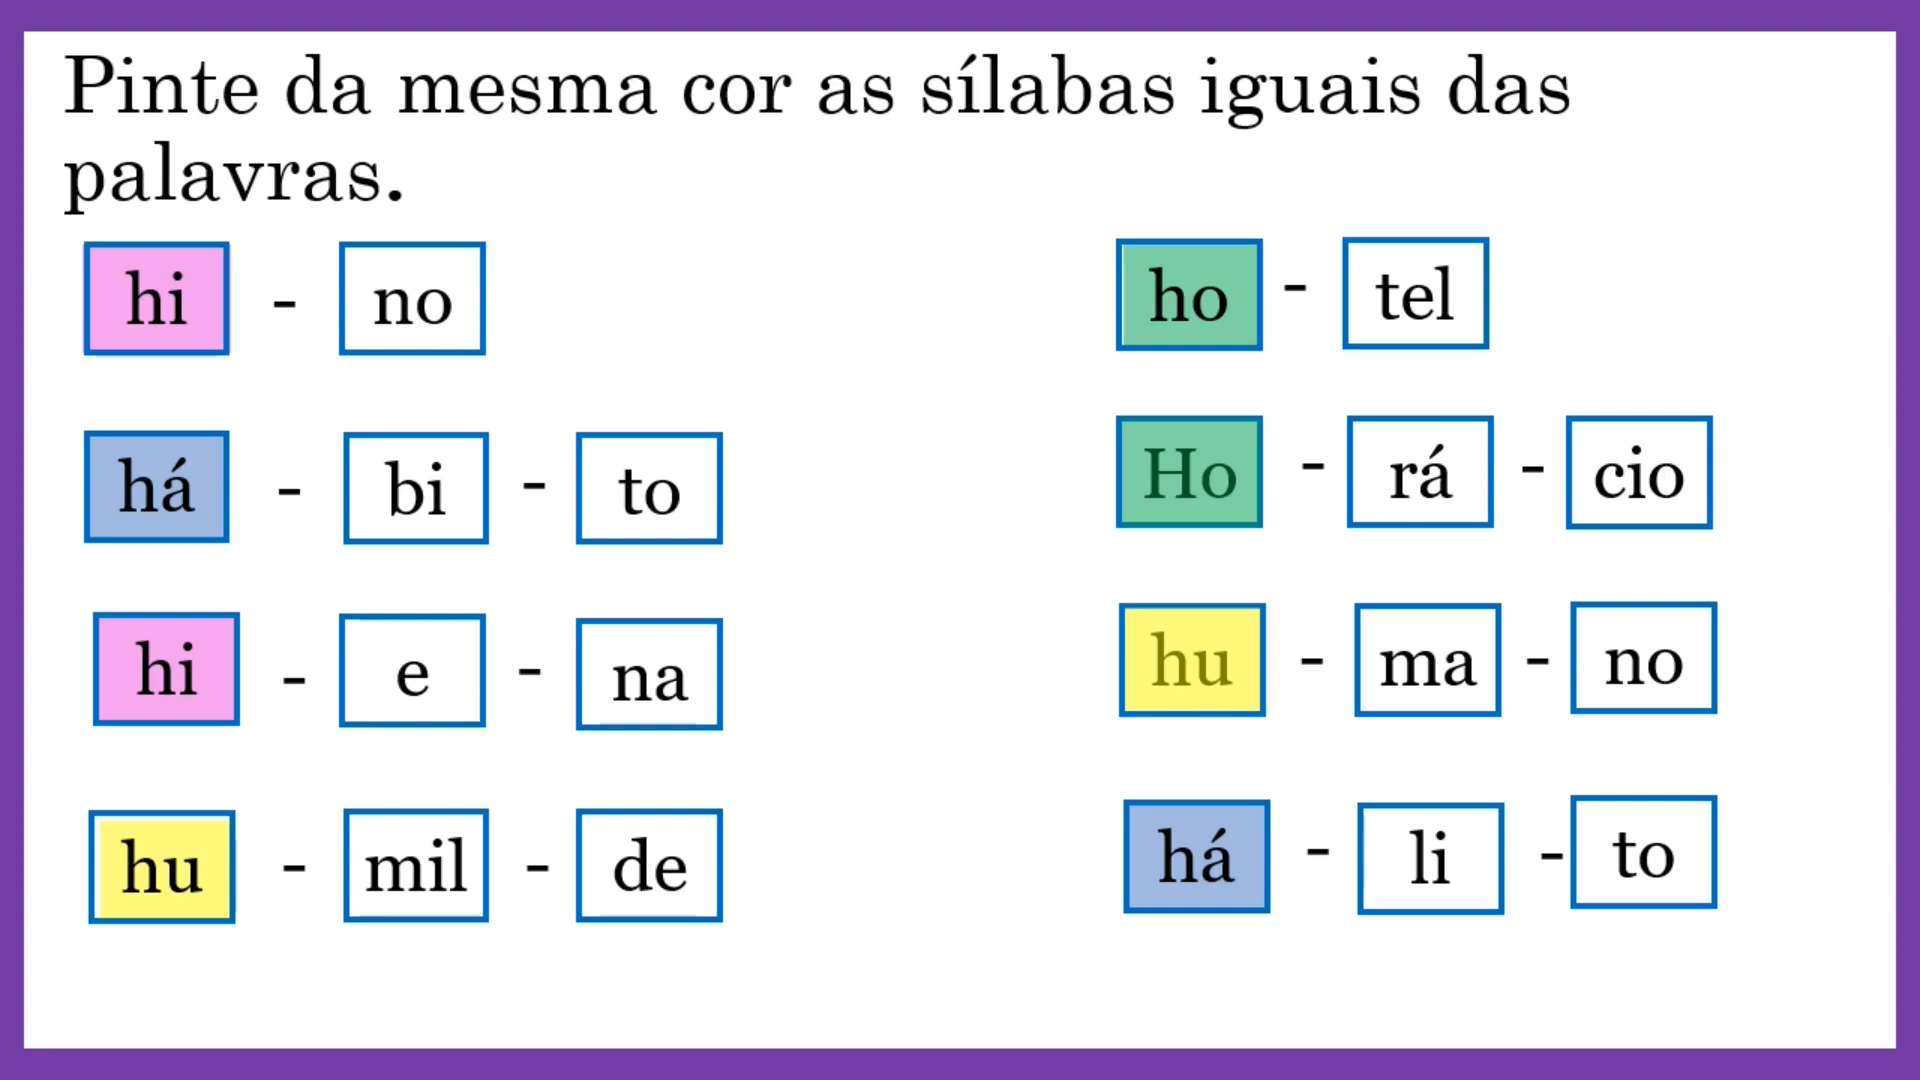 Pinte da mesma cor as sílabas iguais das
palavras.
hi - no
há - bi - to
hi - e - na
hu - mil - de
ho - tel
Ho - rá - cio
hu - ma - no
há - li - to